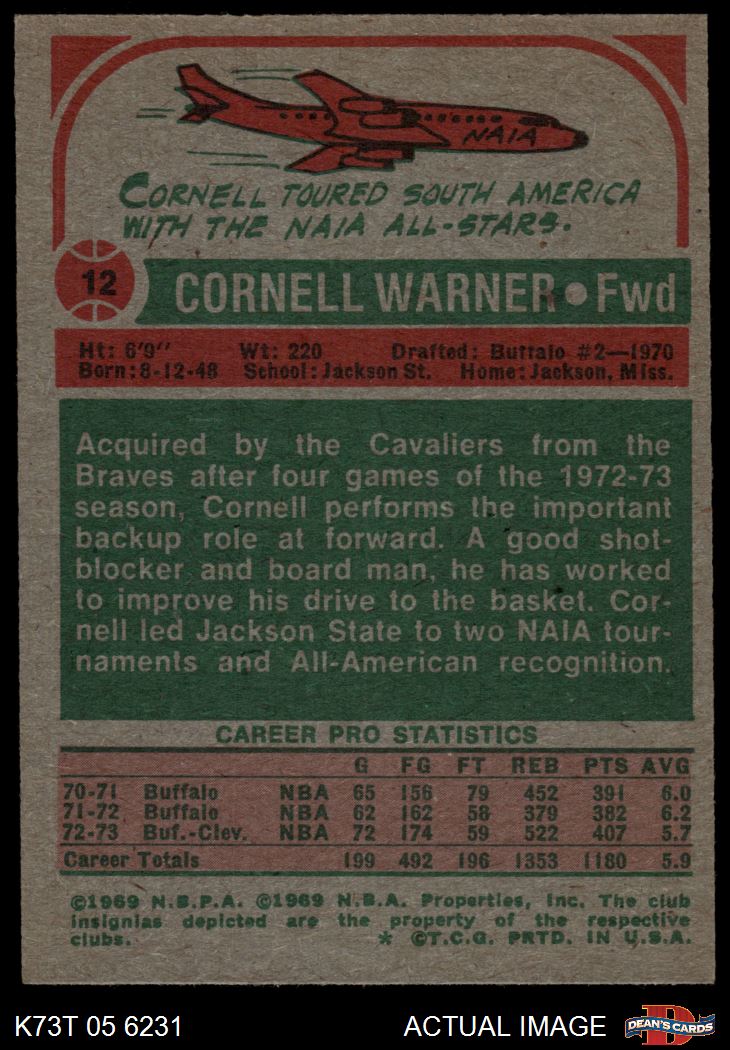 NAIA
CORNELL TOURED SOUTH AMERICA
WITH THE NAIA ALL-STARS.
12
CORNELL WARNER • Fwd
Ht: 6'9" Wt: 220 Drafted: Buffalo #2—1970
Born: 8-12-48 School: Jackson St. Home: Jackson, Miss.
Acquired by the Cavaliers from the
Braves after four games of the 1972-73
season, Cornell performs the important
backup role at forward. A good shot-
blocker and board man, he has worked
to improve his drive to the basket. Cor-
nell led Jackson State to two NAIA tour-
naments and All-American recognition.
CAREER PRO STATISTICS
G FG FT REB PTS AVG
70-71 Buffalo NBA 65 156 79 452 391 6.0
71-72 Buffalo NBA 62 162 58 379 382 6.2
72-73 Buf.-Clev. NBA 72 174 59 522 407 5.7
Career Totals 199 492 196 1353 1180 5.9
©1969 N.B.P.A. ©1969 N.B.A. Properties, Inc. The club
insignias depicted are the property of the respective
clubs. * ©T.C.G. PRTD. IN U.S.A.
K73T 05 6231 ACTUAL IMAGE DEAN'S CARDS